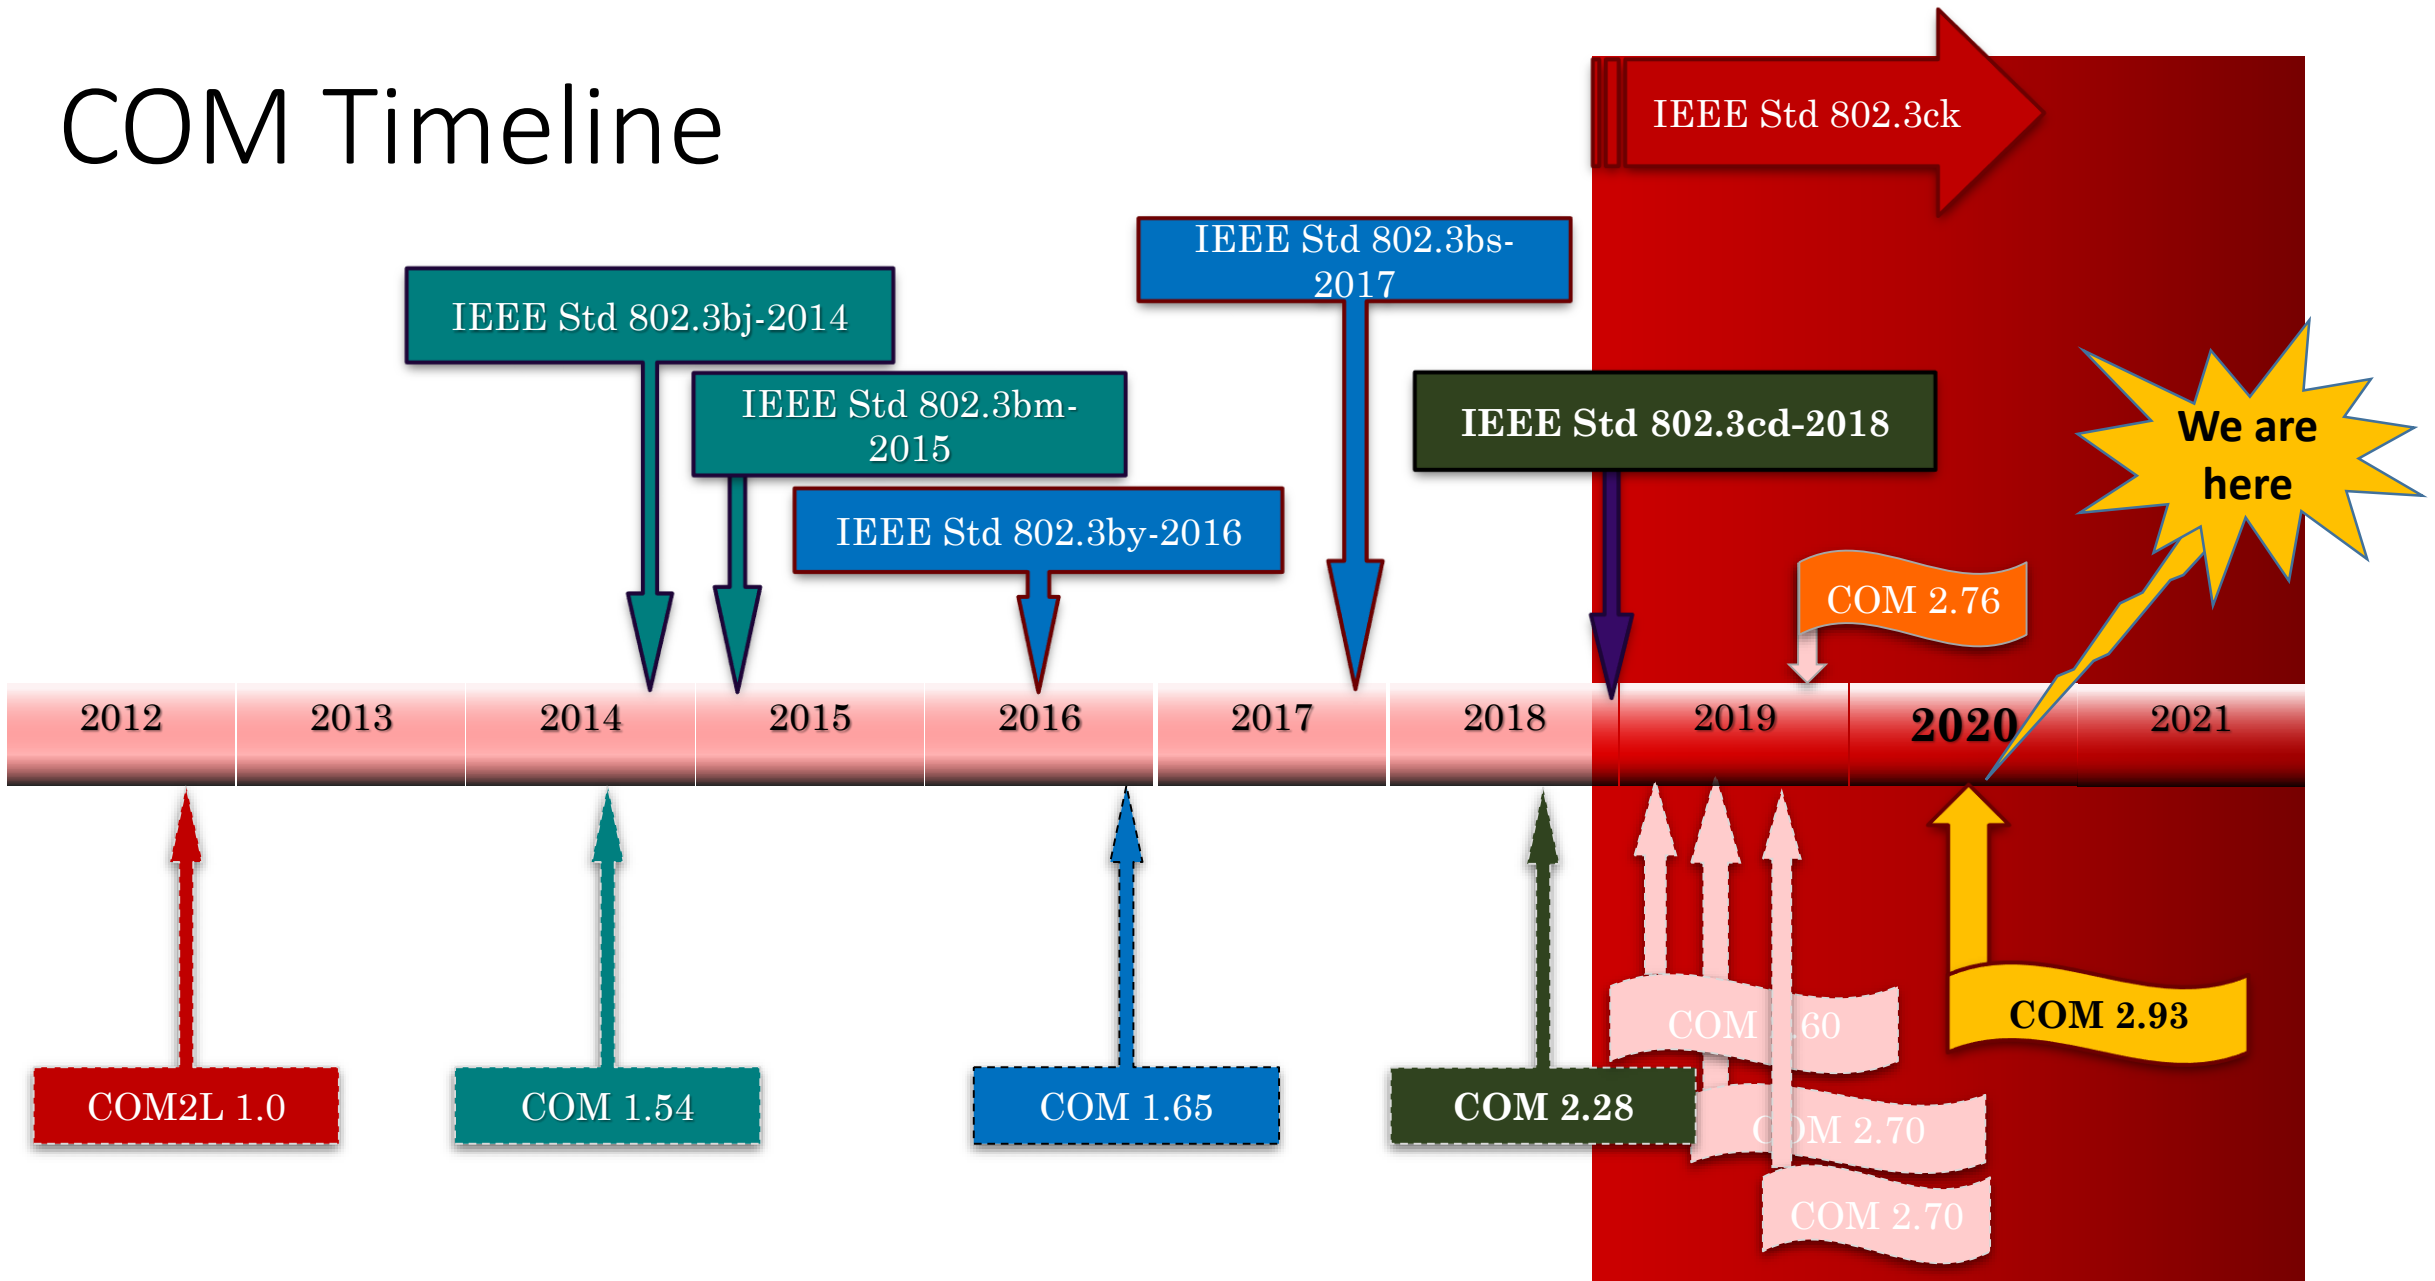 COM Timeline
IEEE Std 802.3ck
IEEE Std 802.3bs-
2017
IEEE Std 802.3bj-2014
IEEE Std 802.3bm-
2015
IEEE Std 802.3cd-2018
We are
here
IEEE Std 802.3by-2016
COM 2.76
2012
2013
2014
2015
2016
2017
2018
2019
2020
2021
COM .60
COM 2.93
COM2L 1.0
COM 1.54
COM 1.65
COM 2.28
COM 2.70
COM 2.70